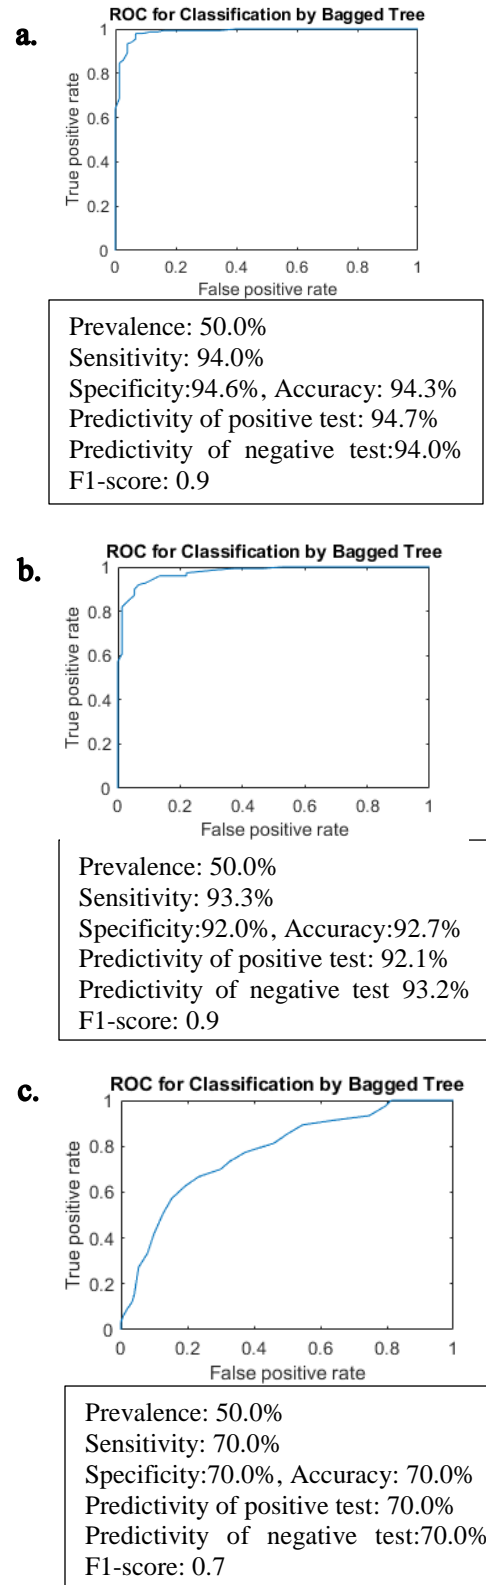 a.
ROC for Classification by Bagged Tree
1
0.8
0.6
0.4
0.2
0
True positive rate
0 0.2 0.4 0.6 0.8 1
False positive rate
Prevalence: 50.0%
Sensitivity: 94.0%
Specificity:94.6%, Accuracy: 94.3%
Predictivity of positive test: 94.7%
Predictivity of negative test:94.0%
F1-score: 0.9
b.
ROC for Classification by Bagged Tree
1
0.8
0.6
0.4
0.2
0
True positive rate
0 0.2 0.4 0.6 0.8 1
False positive rate
Prevalence: 50.0%
Sensitivity: 93.3%
Specificity:92.0%, Accuracy:92.7%
Predictivity of positive test: 92.1%
Predictivity of negative test 93.2%
F1-score: 0.9
c.
ROC for Classification by Bagged Tree
1
0.8
0.6
0.4
0.2
0
True positive rate
0 0.2 0.4 0.6 0.8 1
False positive rate
Prevalence: 50.0%
Sensitivity: 70.0%
Specificity:70.0%, Accuracy: 70.0%
Predictivity of positive test: 70.0%
Predictivity of negative test:70.0%
F1-score: 0.7